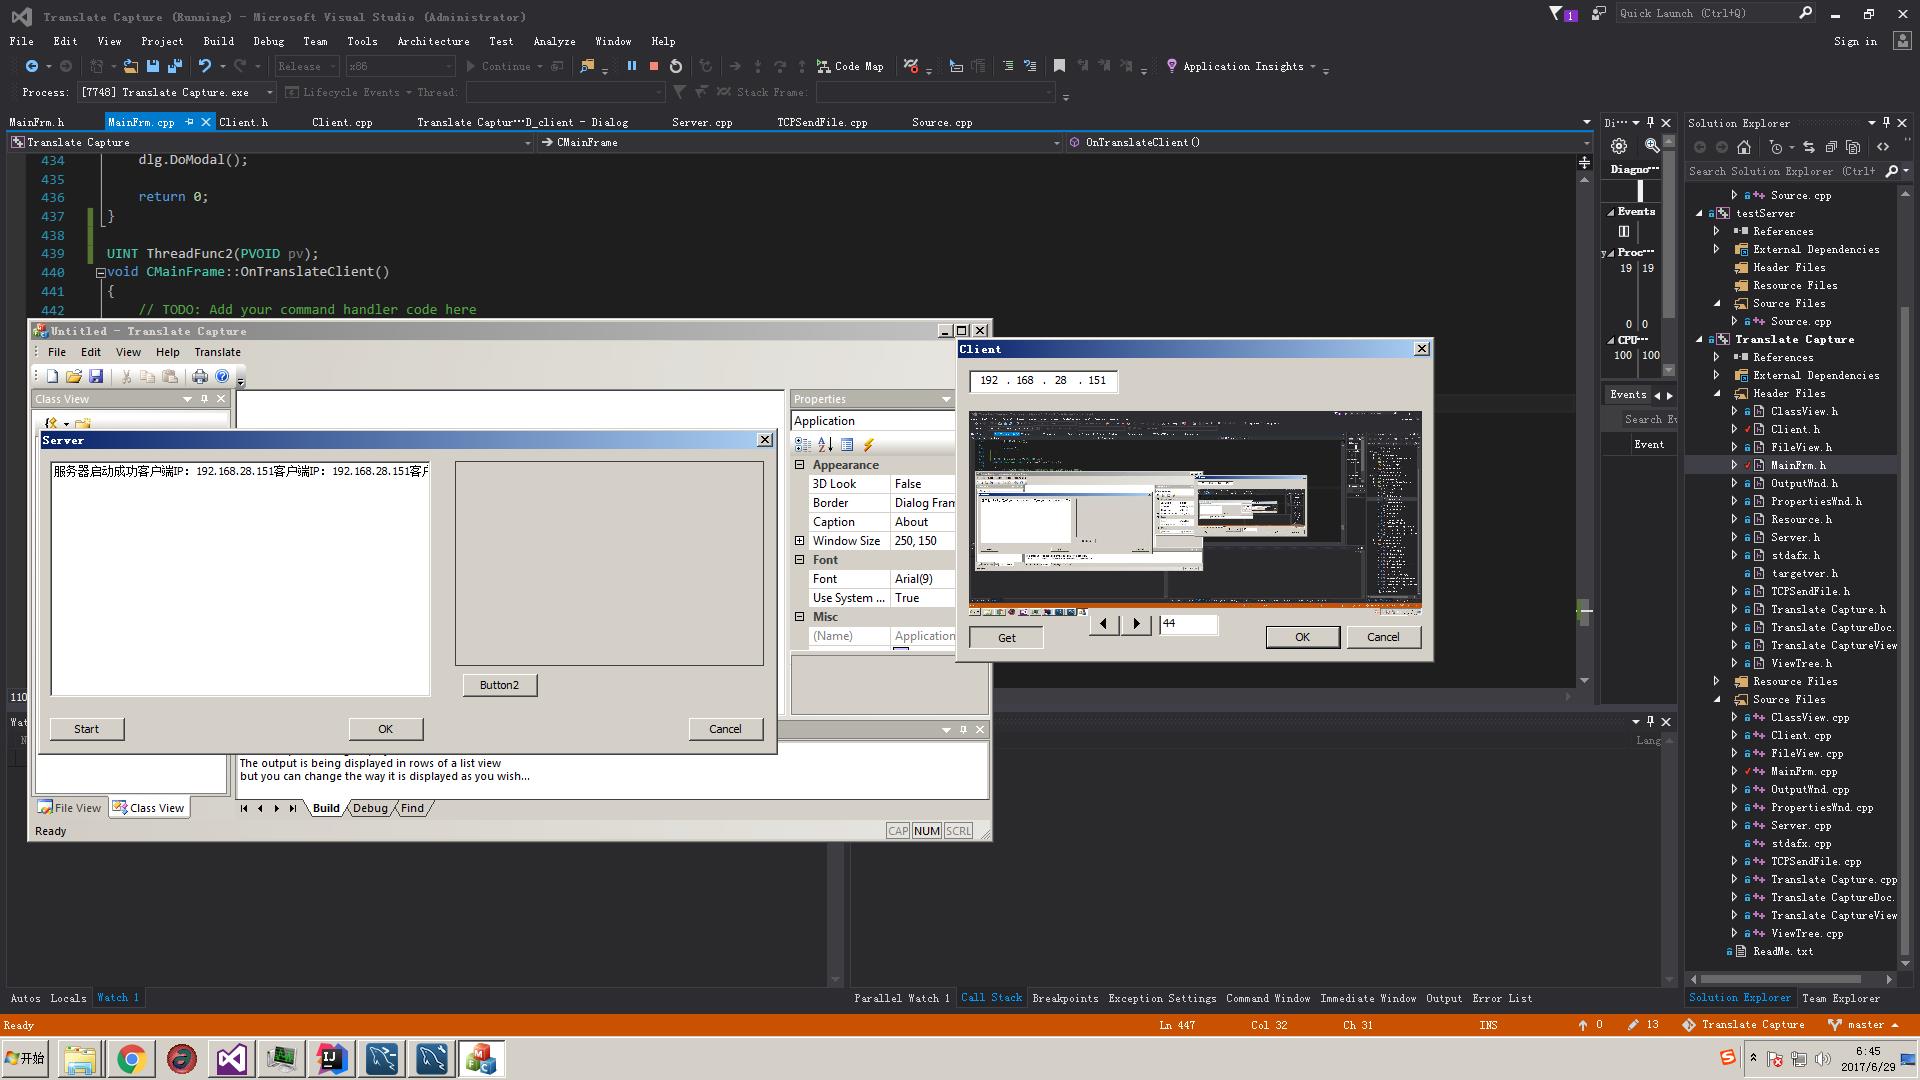 Translate Capture (Running) - Microsoft Visual Studio (Administrator)
1
Quick Launch (Ctrl+Q)
File Edit View Project Build Debug Team Tools Architecture Test Analyze Window Help
Sign in
Release x86 Continue Code Map Application Insights
Process: [7748] Translate Capture.exe Lifecycle Events Thread: Stack Frame:
MainFrm.h MainFrm.cpp Client.h Client.cpp Translate Captur…D_client - Dialog Server.cpp TCPSendFile.cpp Source.cpp
Translate Capture CMainFrame OnTranslateClient()
434 dlg.DoModal();
435
436 return 0;
437 }
438
439 UINT ThreadFunc2(PVOID pv);
440 void CMainFrame::OnTranslateClient()
441 {
442 // TODO: Add your command handler code here
Untitled - Translate Capture
File Edit View Help Translate
Class View
Properties
Application
Appearance
3D Look False
Border Dialog Fram
Caption About
Window Size 250, 150
Font
Font Arial(9)
Use System ... True
Misc
(Name) Application
Server
服务器启动成功客户端IP: 192.168.28.151客户端IP: 192.168.28.151客户
Button2
Start OK Cancel
The output is being displayed in rows of a list view
but you can change the way it is displayed as you wish...
File View Class View
Build Debug Find
Ready CAP NUM SCRL
Client
192 . 168 . 28 . 151
Get 44 OK Cancel
110
Wat
N
Lang
Di…
Diagno…
Events
Proc…
19 19
0 0
CPU…
100 100
Events
Search Ev
Event
Solution Explorer
Search Solution Explorer (Ctrl+
Source.cpp
testServer
References
External Dependencies
Header Files
Resource Files
Source Files
Source.cpp
Translate Capture
References
External Dependencies
Header Files
ClassView.h
Client.h
FileView.h
MainFrm.h
OutputWnd.h
PropertiesWnd.h
Resource.h
Server.h
stdafx.h
targetver.h
TCPSendFile.h
Translate Capture.h
Translate CaptureDoc.
Translate CaptureView
ViewTree.h
Resource Files
Source Files
ClassView.cpp
Client.cpp
FileView.cpp
MainFrm.cpp
OutputWnd.cpp
PropertiesWnd.cpp
Server.cpp
stdafx.cpp
TCPSendFile.cpp
Translate Capture.cpp
Translate CaptureDoc.
Translate CaptureView
ViewTree.cpp
ReadMe.txt
Autos Locals Watch 1
Parallel Watch 1 Call Stack Breakpoints Exception Settings Command Window Immediate Window Output Error List
Solution Explorer Team Explorer
Ready Ln 447 Col 32 Ch 31 INS 0 13 Translate Capture master
开始
6:45
2017/6/29